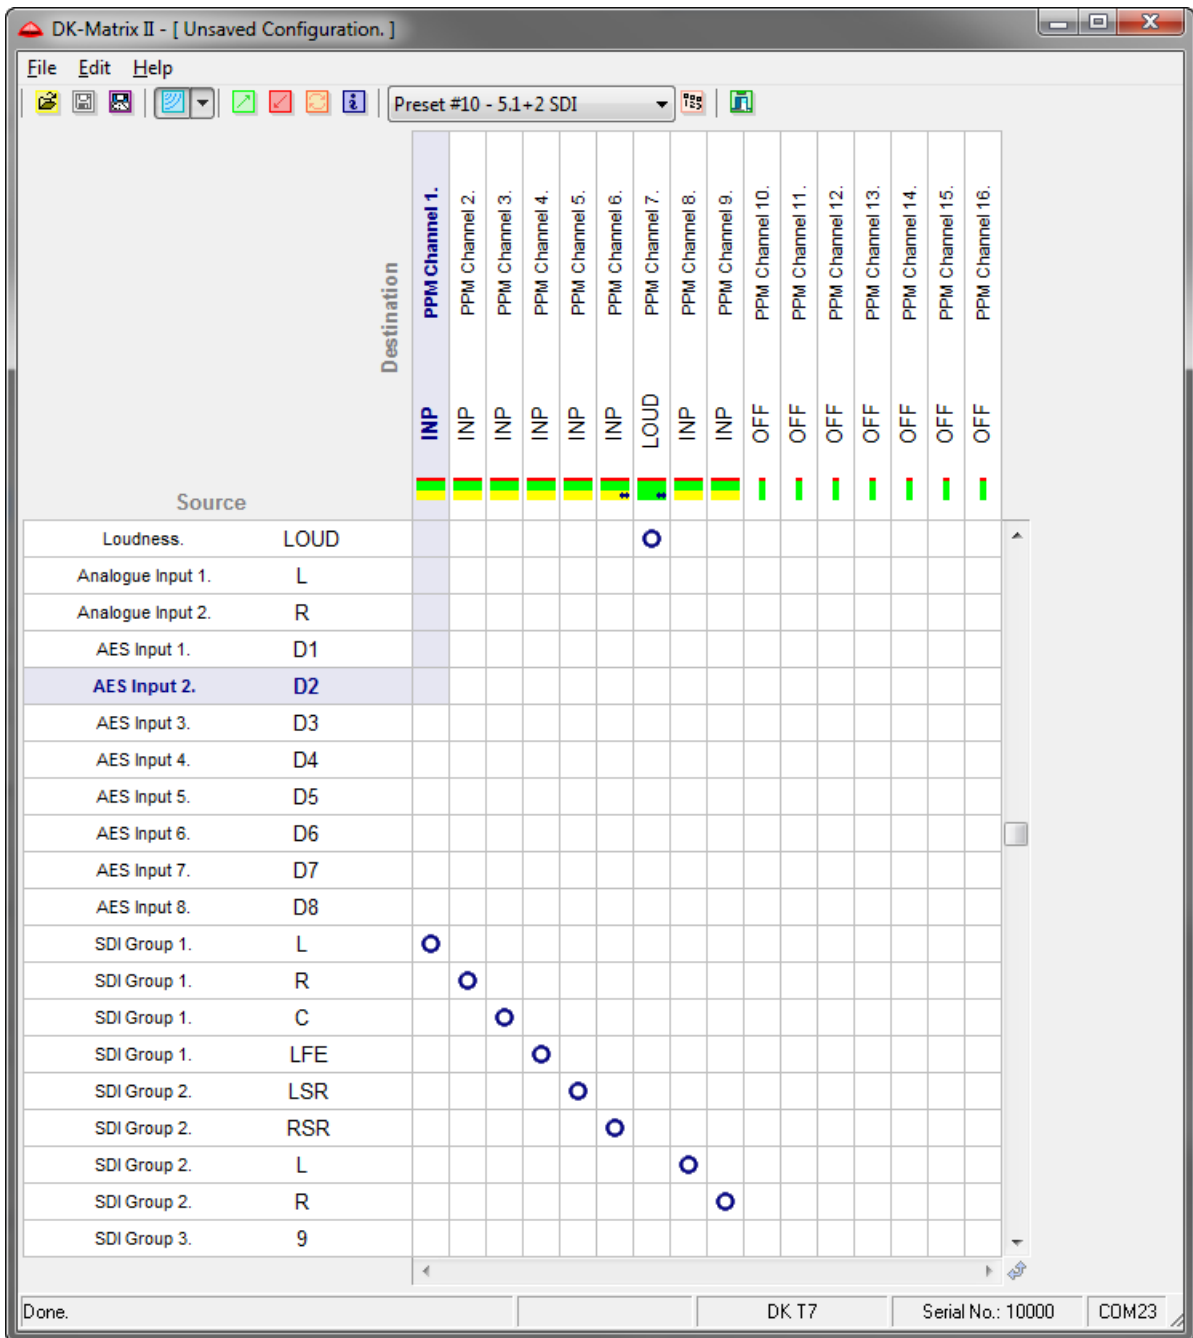 DK-Matrix II - [ Unsaved Configuration. ]
File Edit Help
Preset #10 - 5.1+2 SDI
Destination
PPM Channel 1. INP
PPM Channel 2. INP
PPM Channel 3. INP
PPM Channel 4. INP
PPM Channel 5. INP
PPM Channel 6. INP
PPM Channel 7. LOUD
PPM Channel 8. INP
PPM Channel 9. INP
PPM Channel 10. OFF
PPM Channel 11. OFF
PPM Channel 12. OFF
PPM Channel 13. OFF
PPM Channel 14. OFF
PPM Channel 15. OFF
PPM Channel 16. OFF
Source
Loudness. LOUD
Analogue Input 1. L
Analogue Input 2. R
AES Input 1. D1
AES Input 2. D2
AES Input 3. D3
AES Input 4. D4
AES Input 5. D5
AES Input 6. D6
AES Input 7. D7
AES Input 8. D8
SDI Group 1. L
SDI Group 1. R
SDI Group 1. C
SDI Group 1. LFE
SDI Group 2. LSR
SDI Group 2. RSR
SDI Group 2. L
SDI Group 2. R
SDI Group 3. 9
Done. DK T7 Serial No.: 10000 COM23